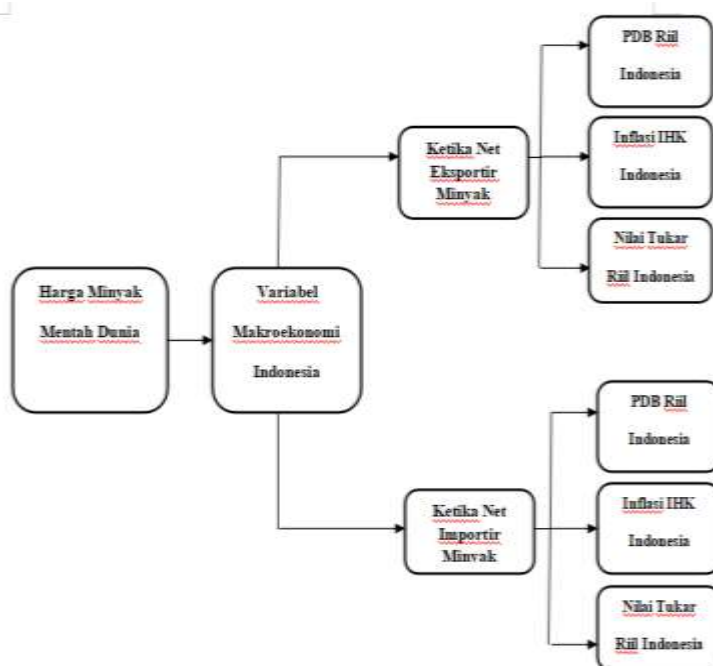 PDB Riil
Indonesia
Inflasi IHK
Indonesia
Nilai Tukar
Riil Indonesia
Ketika Net
Eksportir
Minyak
Harga Minyak
Mentah Dunia
Variabel
Makroekonomi
Indonesia
Ketika Net
Importir
Minyak
PDB Riil
Indonesia
Inflasi IHK
Indonesia
Nilai Tukar
Riil Indonesia